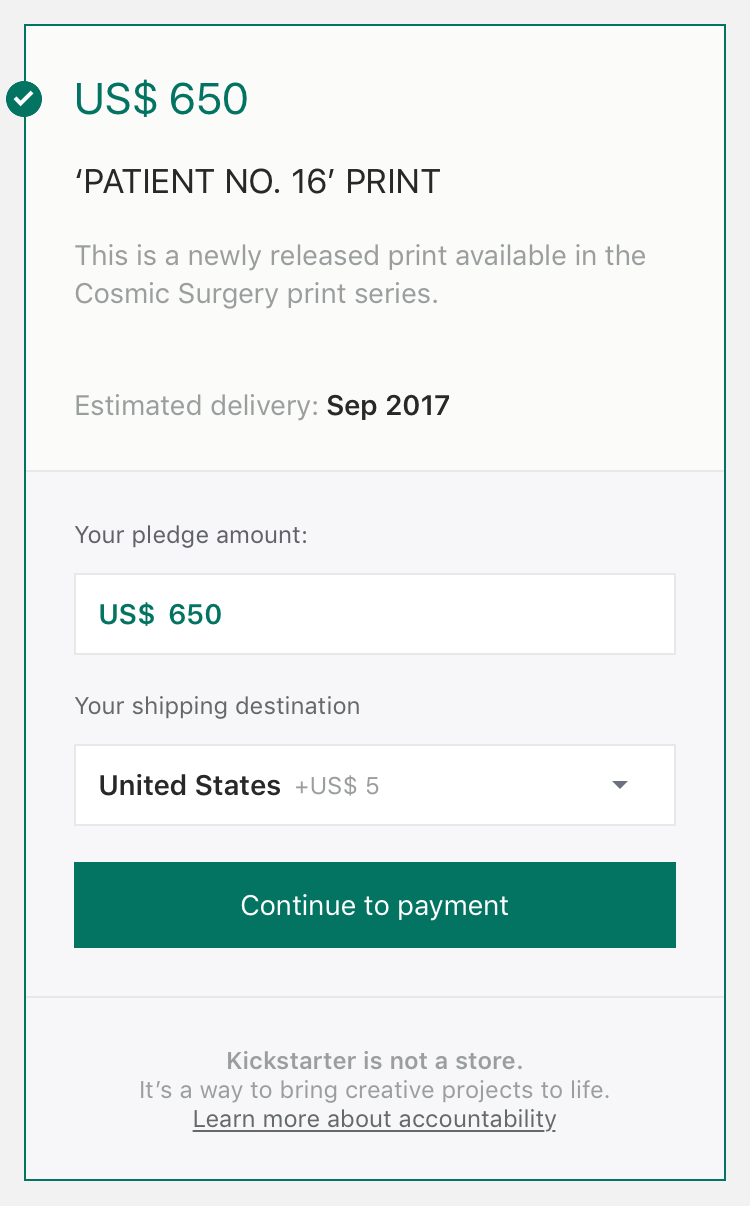 US$ 650
‘PATIENT NO. 16’ PRINT
This is a newly released print available in the
Cosmic Surgery print series.
Estimated delivery: Sep 2017
Your pledge amount:
US$ 650
Your shipping destination
United States +US$ 5
Continue to payment
Kickstarter is not a store.
It’s a way to bring creative projects to life.
Learn more about accountability